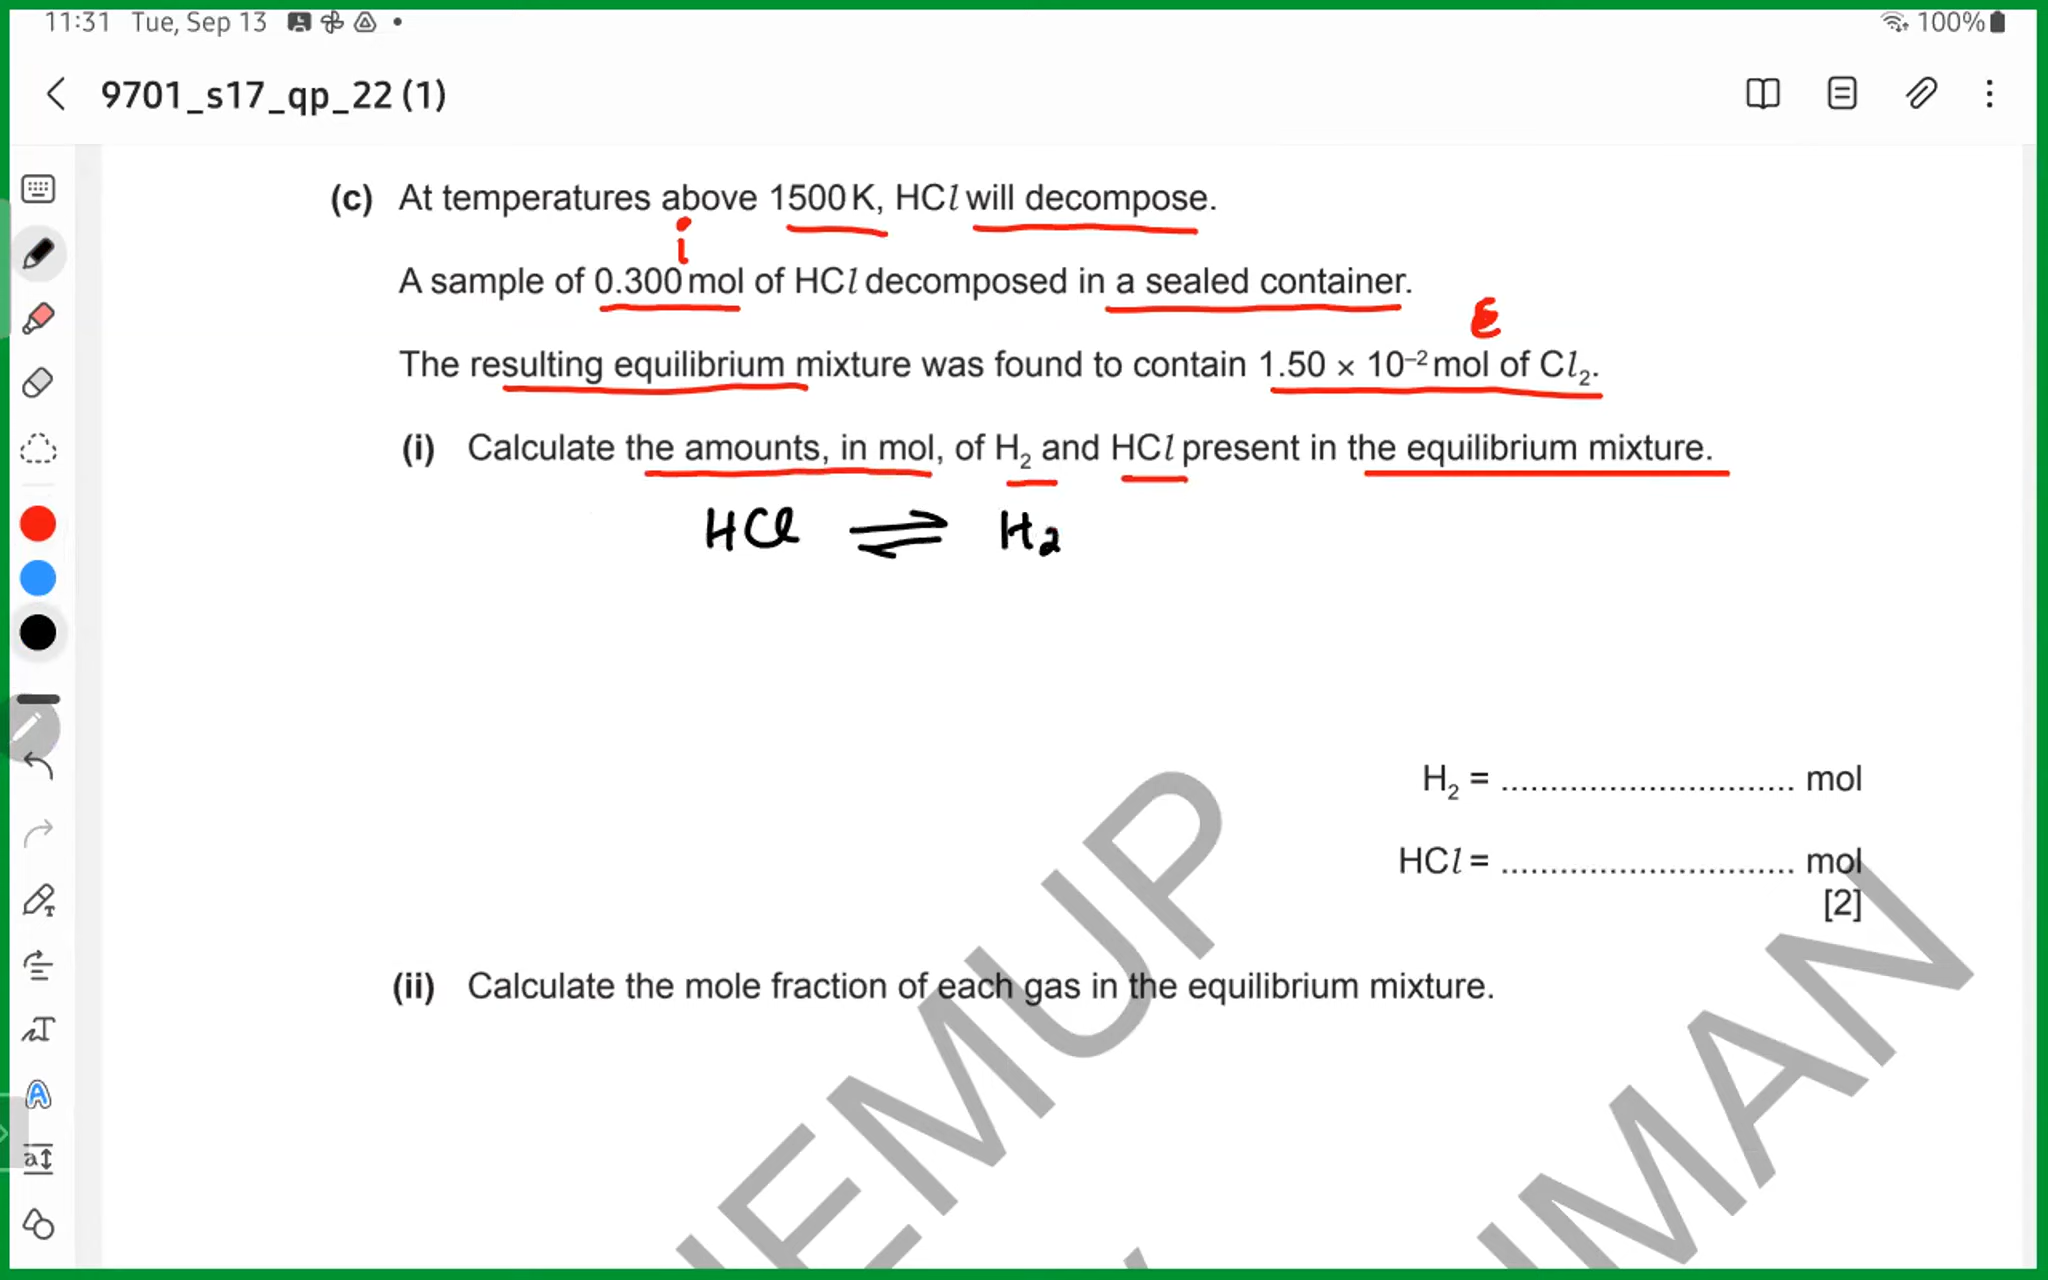 11:31 Tue, Sep 13
100%
9701_s17_qp_22 (1)
(c) At temperatures above 1500 K, HCl will decompose.
i
A sample of 0.300 mol of HCl decomposed in a sealed container.
E
The resulting equilibrium mixture was found to contain 1.50 × 10⁻² mol of Cl₂.
(i) Calculate the amounts, in mol, of H₂ and HCl present in the equilibrium mixture.
HCl ⇌ H₂
H₂ = .............................. mol
HCl = .............................. mol
[2]
(ii) Calculate the mole fraction of each gas in the equilibrium mixture.
EMUP
MAN